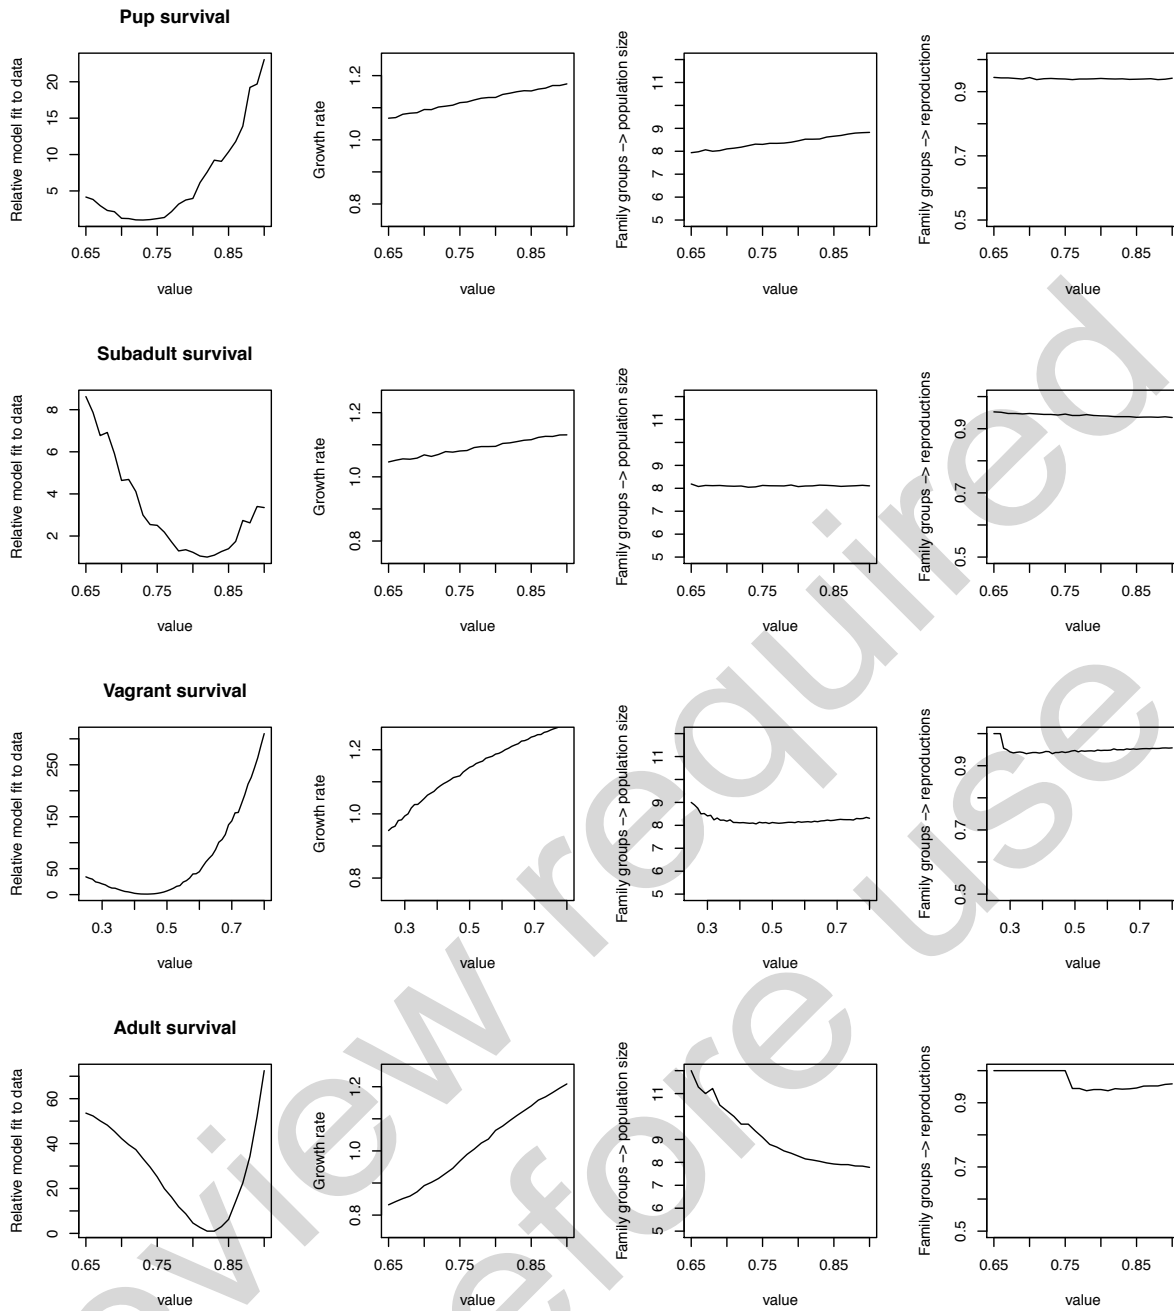 Pup survival
Relative model fit to data
5 10 15 20
0.65 0.75 0.85
value
Growth rate
0.8 1.0 1.2
0.65 0.75 0.85
value
Family groups −> population size
5 6 7 8 9 11
0.65 0.75 0.85
value
Family groups −> reproductions
0.5 0.7 0.9
0.65 0.75 0.85
value
Subadult survival
Relative model fit to data
2 4 6 8
0.65 0.75 0.85
value
Growth rate
0.8 1.0 1.2
0.65 0.75 0.85
value
Family groups −> population size
5 6 7 8 9 11
0.65 0.75 0.85
value
Family groups −> reproductions
0.5 0.7 0.9
0.65 0.75 0.85
value
Vagrant survival
Relative model fit to data
0 50 150 250
0.3 0.5 0.7
value
Growth rate
0.8 1.0 1.2
0.3 0.5 0.7
value
Family groups −> population size
5 6 7 8 9 11
0.3 0.5 0.7
value
Family groups −> reproductions
0.5 0.7 0.9
0.3 0.5 0.7
value
Adult survival
Relative model fit to data
0 20 40 60
0.65 0.75 0.85
value
Growth rate
0.8 1.0 1.2
0.65 0.75 0.85
value
Family groups −> population size
5 6 7 8 9 11
0.65 0.75 0.85
value
Family groups −> reproductions
0.5 0.7 0.9
0.65 0.75 0.85
value
required
use